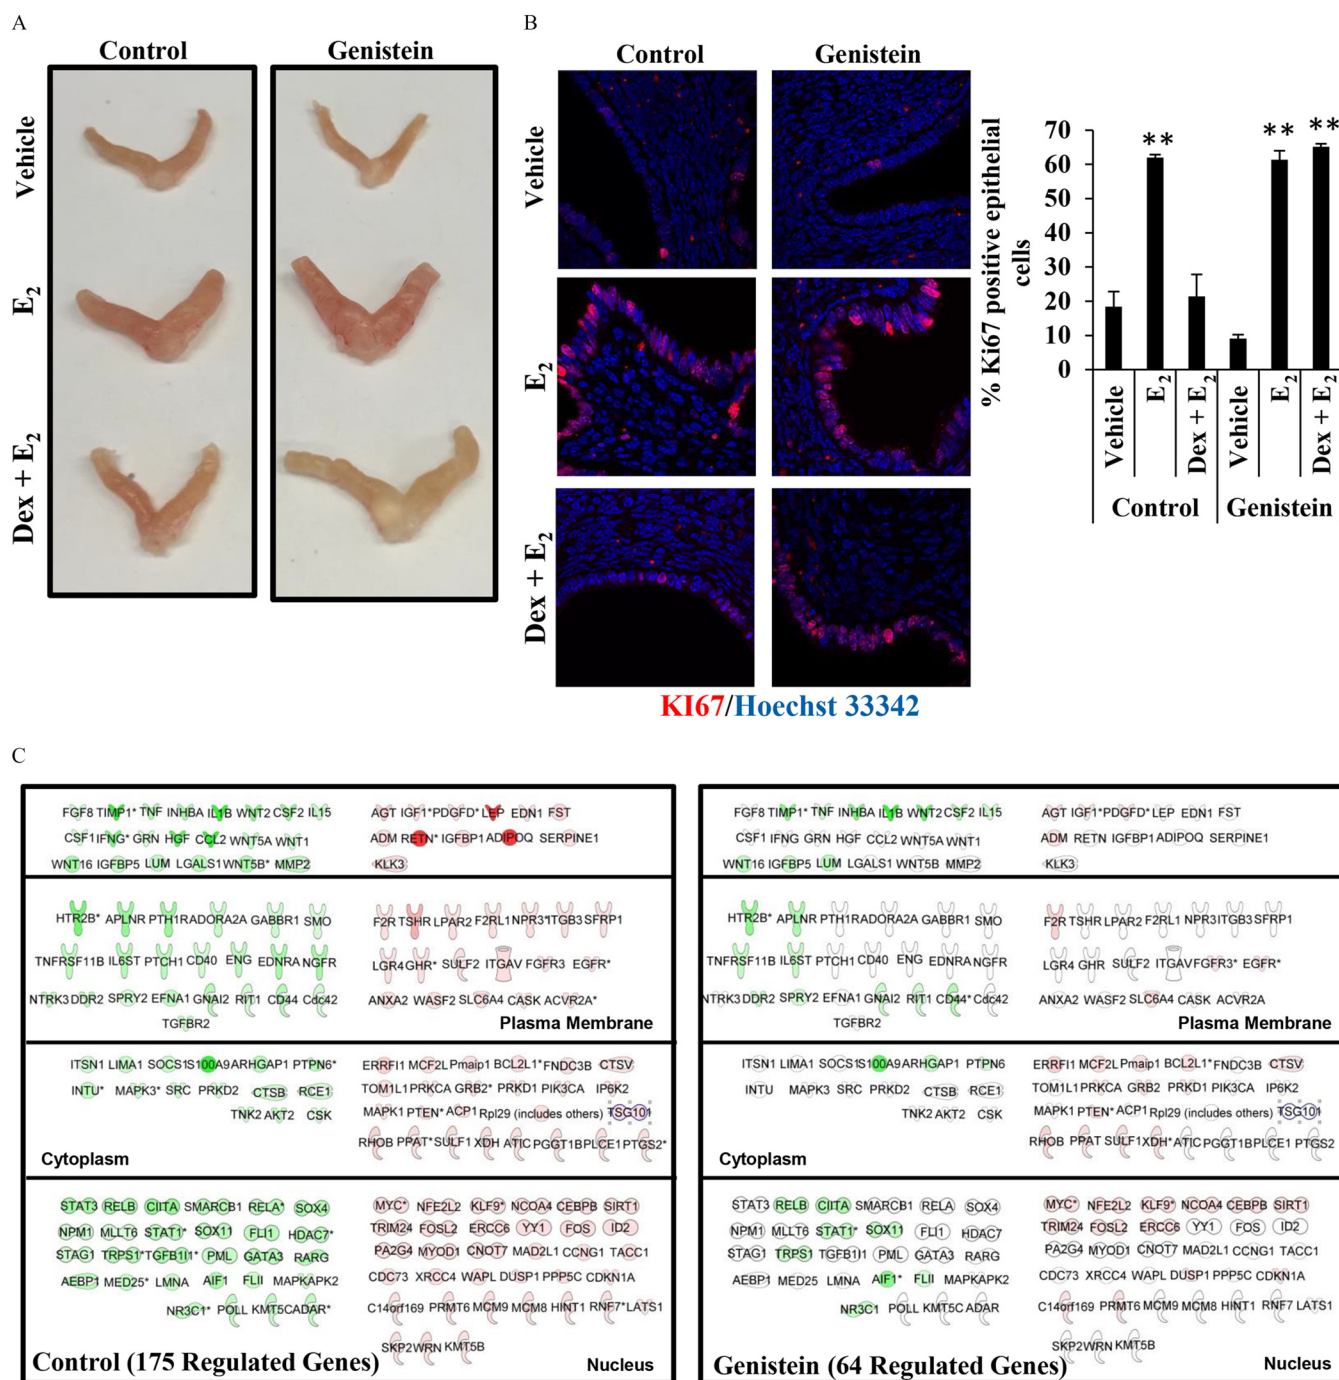 A
Control
Genistein
Vehicle
E2
Dex + E2
B
Control
Genistein
Vehicle
E2
Dex + E2
KI67/Hoechst 33342
% Ki67 positive epithelial
cells
70
60
50
40
30
20
10
0
**
**
**
Vehicle
E2
Dex + E2
Vehicle
E2
Dex + E2
Control
Genistein
C
FGF8 TIMP1* TNF INHBA IL1B WNT2 CSF2 IL15
CSF1 IFNG* GRN HGF CCL2 WNT5A WNT1
WNT16 IGFBP5 LUM LGALS1 WNT5B* MMP2
AGT IGF1* PDGFD* LEP EDN1 FST
ADM RETN* IGFBP1 ADIPOQ SERPINE1
KLK3
HTR2B* APLNR PTH1R ADORA2A GABBR1 SMO
TNFRSF11B IL6ST PTCH1 CD40 ENG EDNRA NGFR
NTRK3 DDR2 SPRY2 EFNA1 GNAI2 RIT1 CD44 Cdc42
TGFBR2
F2R TSHR LPAR2 F2RL1 NPR3* ITGB3 SFRP1
LGR4 GHR* SULF2 ITGAV FGFR3 EGFR*
ANXA2 WASF2 SLC6A4 CASK ACVR2A*
Plasma Membrane
ITSN1 LIMA1 SOCS1 S100A9 ARHGAP1 PTPN6*
INTU* MAPK3* SRC PRKD2 CTSB RCE1
TNK2 AKT2 CSK
ERRFI1 MCF2L Pmaip1 BCL2L1* FNDC3B CTSV
TOM1L1 PRKCA GRB2* PRKD1 PIK3CA IP6K2
MAPK1 PTEN* ACP1 Rpl29 (includes others) TSG101
RHOB PPAT* SULF1 XDH ATIC PGGT1B PLCE1 PTGS2*
Cytoplasm
STAT3 RELB CIITA SMARCB1 RELA* SOX4
NPM1 MLLT6 STAT1* SOX11 FLI1 HDAC7*
STAG1 TRPS1* TGFB1I1* PML GATA3 RARG
AEBP1 MED25* LMNA AIF1 FLII MAPKAPK2
NR3C1* POLL KMT5C ADAR*
MYC* NFE2L2 KLF9* NCOA4 CEBPB SIRT1
TRIM24 FOSL2 ERCC6 YY1 FOS ID2
PA2G4 MYOD1 CNOT7 MAD2L1 CCNG1 TACC1
CDC73 XRCC4 WAPL DUSP1 PPP5C CDKN1A
C14orf169 PRMT6 MCM9 MCM8 HINT1 RNF7* LATS1
SKP2 WRN KMT5B
Control (175 Regulated Genes)
Nucleus
FGF8 TIMP1* TNF INHBA IL1B WNT2 CSF2 IL15
CSF1 IFNG GRN HGF CCL2 WNT5A WNT1
WNT16 IGFBP5 LUM LGALS1 WNT5B MMP2
AGT IGF1* PDGFD* LEP EDN1 FST
ADM RETN IGFBP1 ADIPOQ SERPINE1
KLK3
HTR2B* APLNR PTH1R ADORA2A GABBR1 SMO
TNFRSF11B IL6ST PTCH1 CD40 ENG EDNRA NGFR
NTRK3 DDR2 SPRY2 EFNA1 GNAI2 RIT1 CD44* Cdc42
TGFBR2
F2R TSHR LPAR2 F2RL1 NPR3 ITGB3 SFRP1
LGR4 GHR SULF2 ITGAV FGFR3* EGFR*
ANXA2 WASF2 SLC6A4 CASK ACVR2A
Plasma Membrane
ITSN1 LIMA1 SOCS1 S100A9 ARHGAP1 PTPN6
INTU MAPK3 SRC PRKD2 CTSB RCE1
TNK2 AKT2 CSK
ERRFI1 MCF2L Pmaip1 BCL2L1* FNDC3B CTSV
TOM1L1 PRKCA GRB2 PRKD1 PIK3CA IP6K2
MAPK1 PTEN* ACP1 Rpl29 (includes others) TSG101
RHOB PPAT SULF1 XDH* ATIC PGGT1B PLCE1 PTGS2
Cytoplasm
STAT3 RELB CIITA SMARCB1 RELA SOX4
NPM1 MLLT6 STAT1* SOX11 FLI1 HDAC7
STAG1 TRPS1 TGFB1I1 PML GATA3 RARG
AEBP1 MED25 LMNA AIF1* FLII MAPKAPK2
NR3C1 POLL KMT5C ADAR
MYC* NFE2L2 KLF9* NCOA4 CEBPB SIRT1
TRIM24 FOSL2 ERCC6 YY1 FOS ID2
PA2G4 MYOD1 CNOT7 MAD2L1 CCNG1 TACC1
CDC73 XRCC4 WAPL DUSP1 PPP5C CDKN1A
C14orf169 PRMT6 MCM9 MCM8 HINT1 RNF7 LATS1
SKP2 WRN KMT5B
Genistein (64 Regulated Genes)
Nucleus